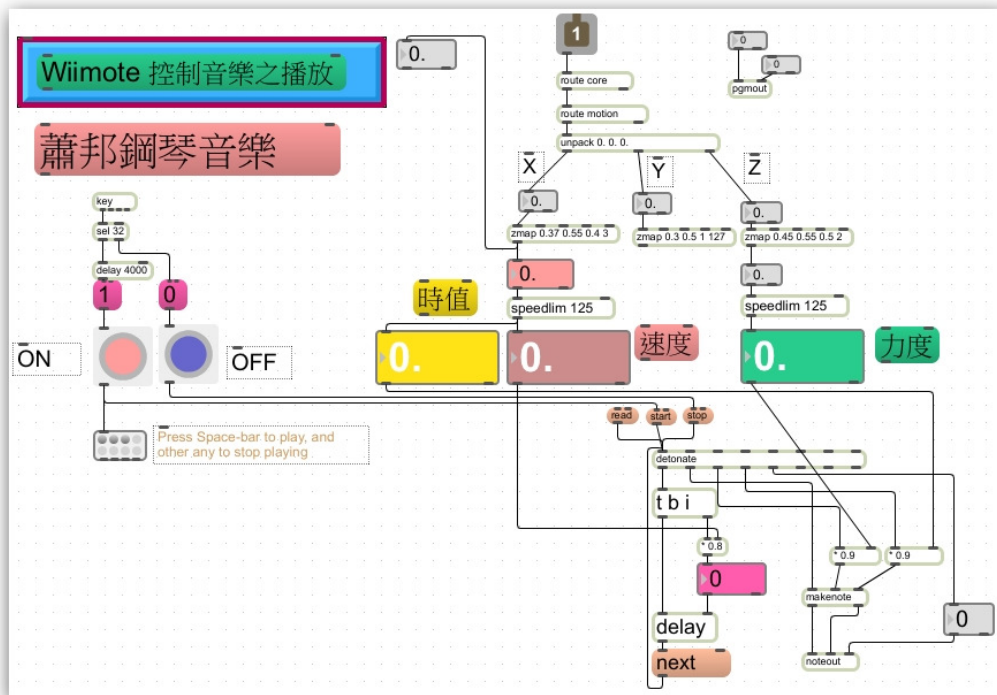 Wiimote 控制音樂之播放
0.
1
0
0
pgmout
route core
route motion
unpack 0. 0. 0.
蕭邦鋼琴音樂
X
Y
Z
key
0.
0.
0.
sel 32
zmap 0.37 0.55 0.4 3
zmap 0.3 0.5 1 127
zmap 0.45 0.55 0.5 2
delay 4000
0.
0.
1
0
時值
speedlim 125
speedlim 125
ON
OFF
0.
0.
速度
0.
力度
read
start
stop
Press Space-bar to play, and
other any to stop playing
detonate
t b i
* 0.8
* 0.9
* 0.9
0
makenote
0
delay
next
noteout